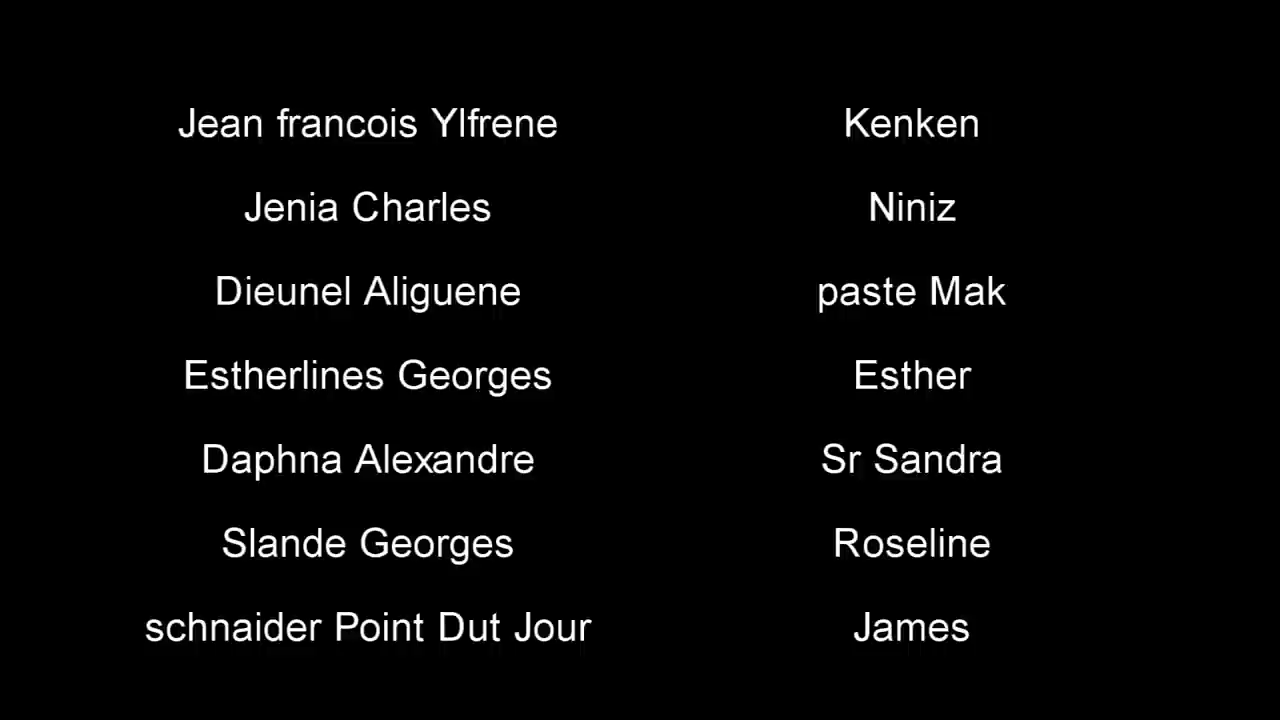 Jean francois Ylfrene Kenken
Jenia Charles Niniz
Dieunel Aliguene paste Mak
Estherlines Georges Esther
Daphna Alexandre Sr Sandra
Slande Georges Roseline
schnaider Point Dut Jour James